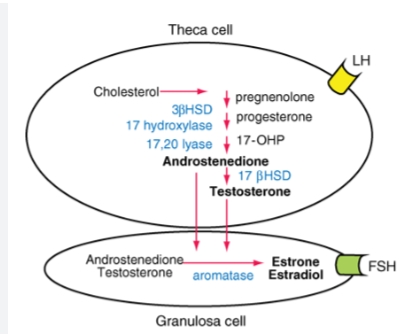 Theca cell
LH
Cholesterol
pregnenolone
3βHSD
progesterone
17 hydroxylase
17,20 lyase
17-OHP
Androstenedione
17 βHSD
Testosterone
Androstenedione
Testosterone
aromatase
Estrone
Estradiol
FSH
Granulosa cell